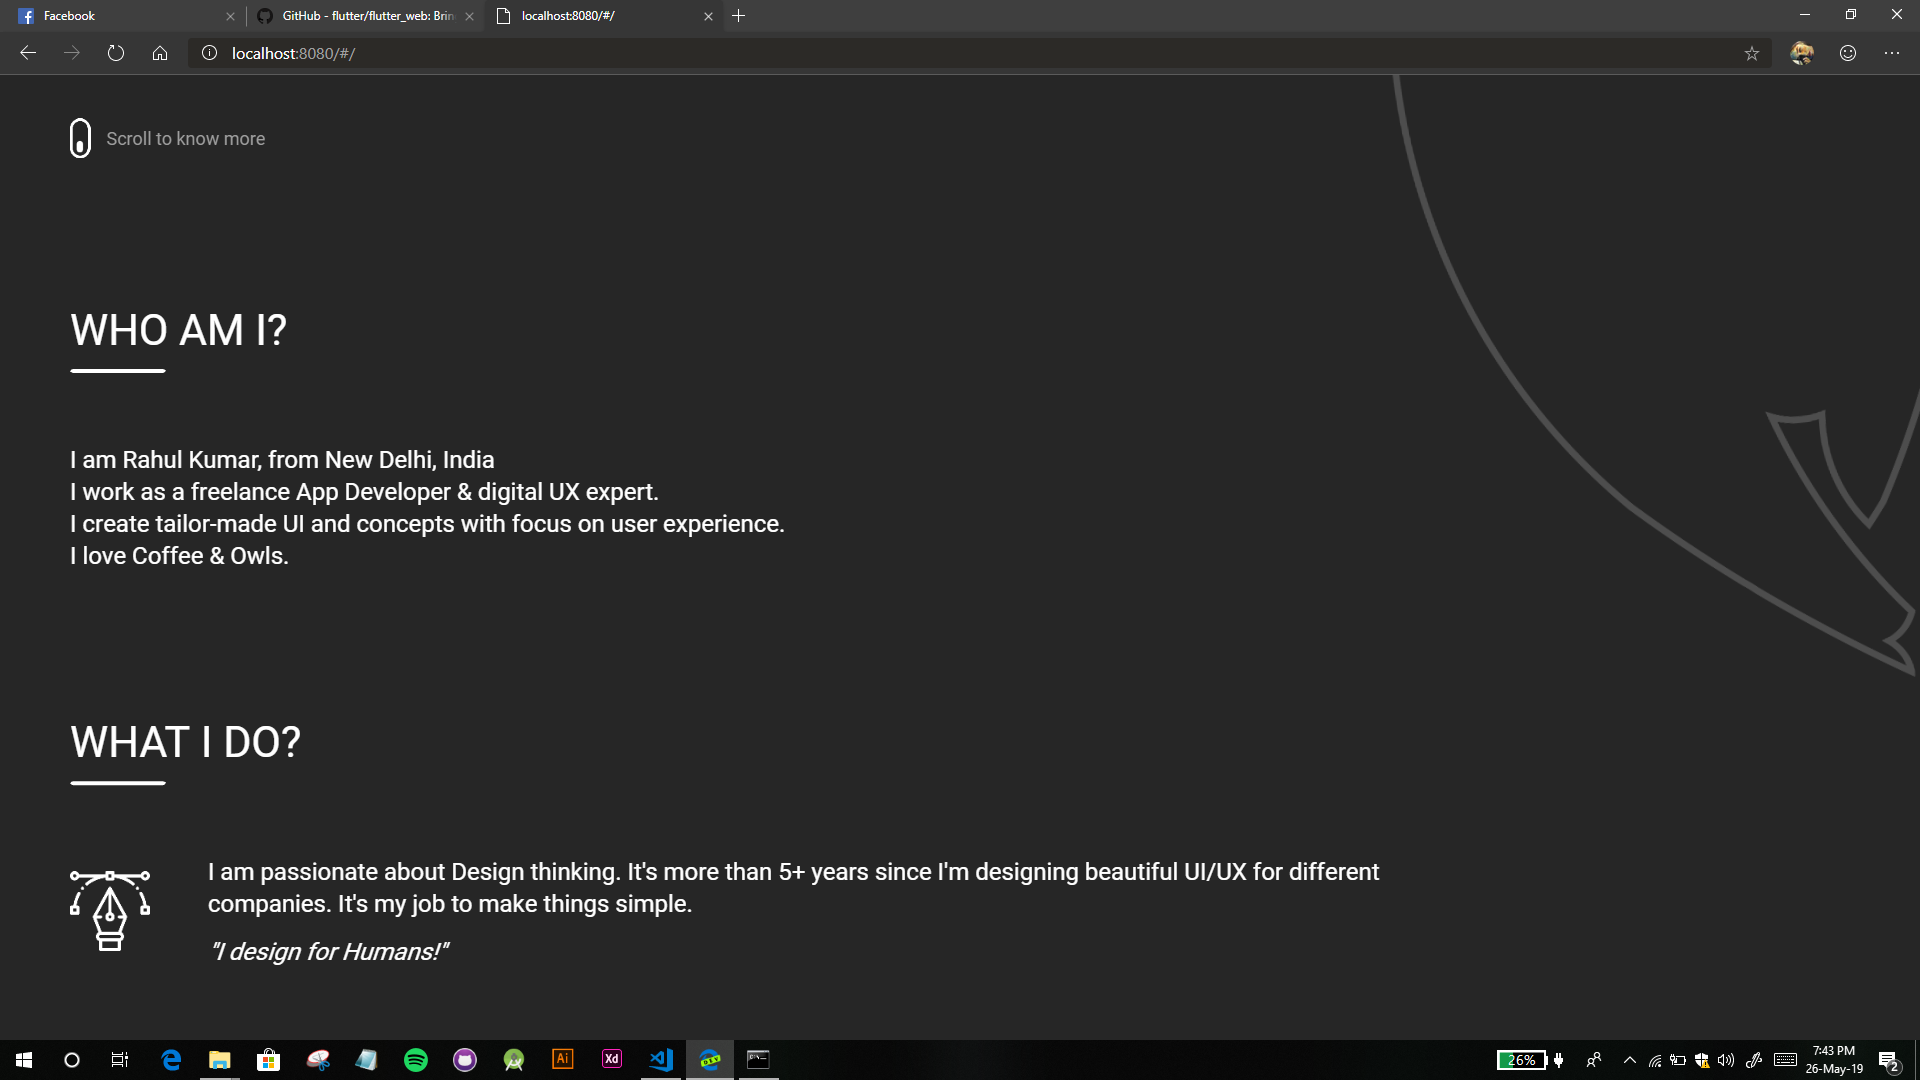 Facebook
GitHub - flutter/flutter_web: Brin
localhost:8080/#/
localhost:8080/#/
Scroll to know more
WHO AM I?
I am Rahul Kumar, from New Delhi, India
I work as a freelance App Developer & digital UX expert.
I create tailor-made UI and concepts with focus on user experience.
I love Coffee & Owls.
WHAT I DO?
I am passionate about Design thinking. It's more than 5+ years since I'm designing beautiful UI/UX for different
companies. It's my job to make things simple.
"I design for Humans!"
Ai
Xd
DEV
26%
7:43 PM
26-May-19
2